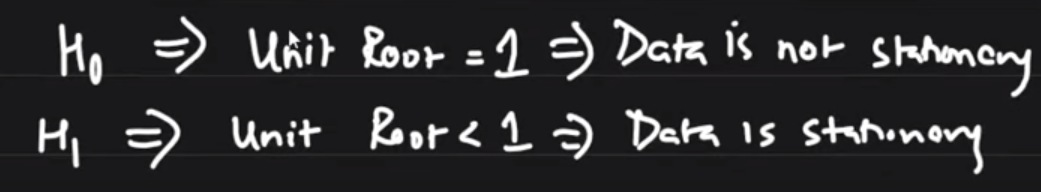 H₀ ⇒ Unit Root = 1 ⇒ Data is not stationary
H₁ ⇒ Unit Root < 1 ⇒ Data is stationary